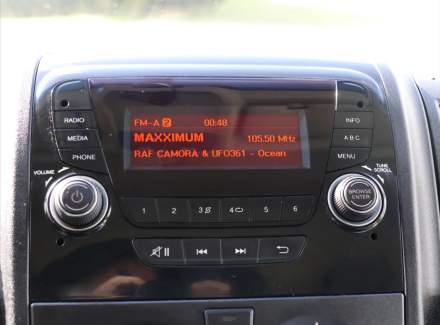 RADIO
MEDIA
PHONE
VOLUME
FM-A 2 00:48
MAXXIMUM 105.50 MHz
RAF CAMORA & UFO361 - Ocean
INFO
A B C
MENU
TUNE
SCROLL
BROWSE
ENTER
1 2 3 4 5 6